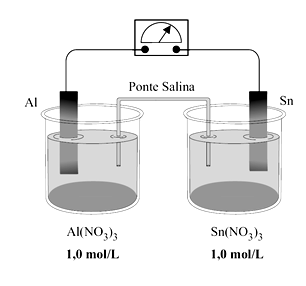 Al
Ponte Salina
Sn
Al(NO₃)₃
Sn(NO₃)₃
1,0 mol/L
1,0 mol/L